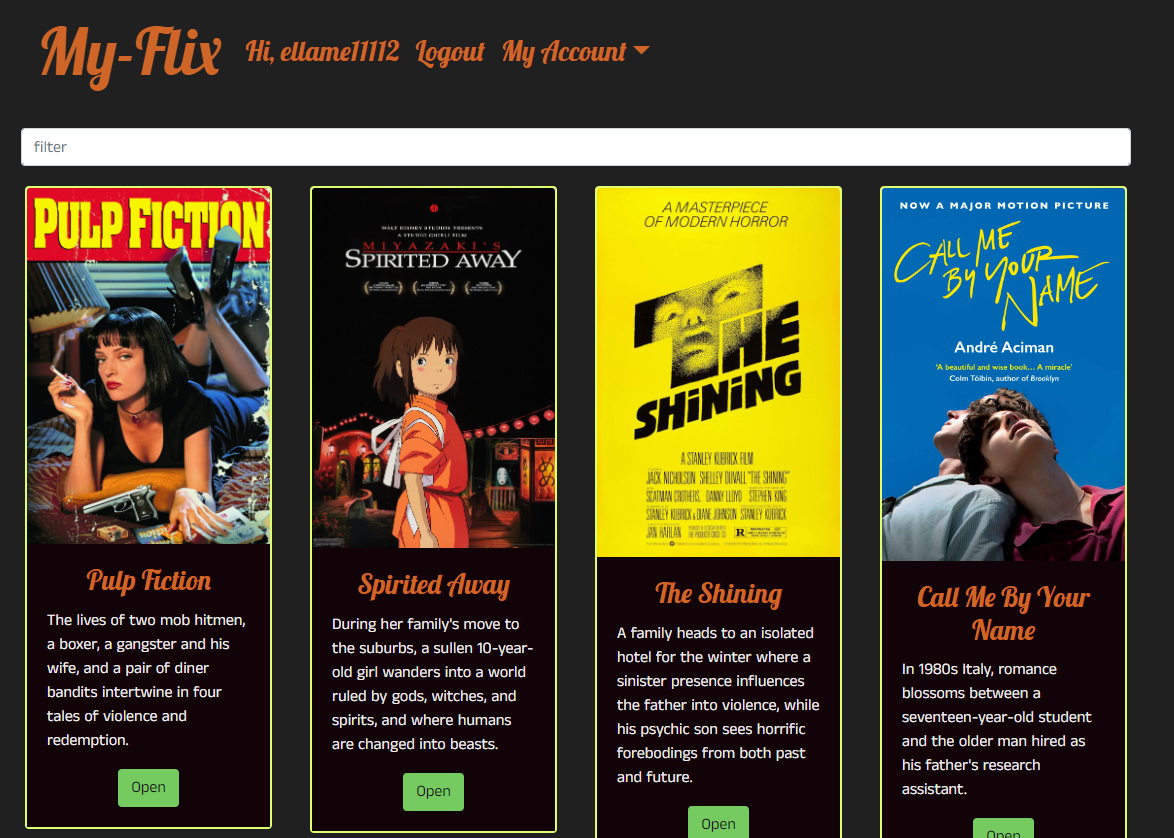 My-Flix
Hi, ellame11112 Logout My Account
filter
PULP FICTION
WALT DISNEY STUDIOS PRESENTS
A STUDIO GHIBLI FILM
MIYAZAKI'S
SPIRITED AWAY
A MASTERPIECE
OF MODERN HORROR
THE
SHiNiNG
A STANLEY KUBRICK FILM
JACK NICHOLSON SHELLEY DUVALL "THE SHINING"
SCATMAN CROTHERS, DANNY LLOYD STEPHEN KING
STANLEY KUBRICK & DIANE JOHNSON STANLEY KUBRICK
JAN HARLAN
R
NOW A MAJOR MOTION PICTURE
CALL ME
BY YOUR
NAME
André Aciman
'A beautiful and wise book... A miracle'
Colm Tóibín, author of Brooklyn
Pulp Fiction
The lives of two mob hitmen,
a boxer, a gangster and his
wife, and a pair of diner
bandits intertwine in four
tales of violence and
redemption.
Open
Spirited Away
During her family's move to
the suburbs, a sullen 10-year-
old girl wanders into a world
ruled by gods, witches, and
spirits, and where humans
are changed into beasts.
Open
The Shining
A family heads to an isolated
hotel for the winter where a
sinister presence influences
the father into violence, while
his psychic son sees horrific
forebodings from both past
and future.
Open
Call Me By Your
Name
In 1980s Italy, romance
blossoms between a
seventeen-year-old student
and the older man hired as
his father's research
assistant.
Open